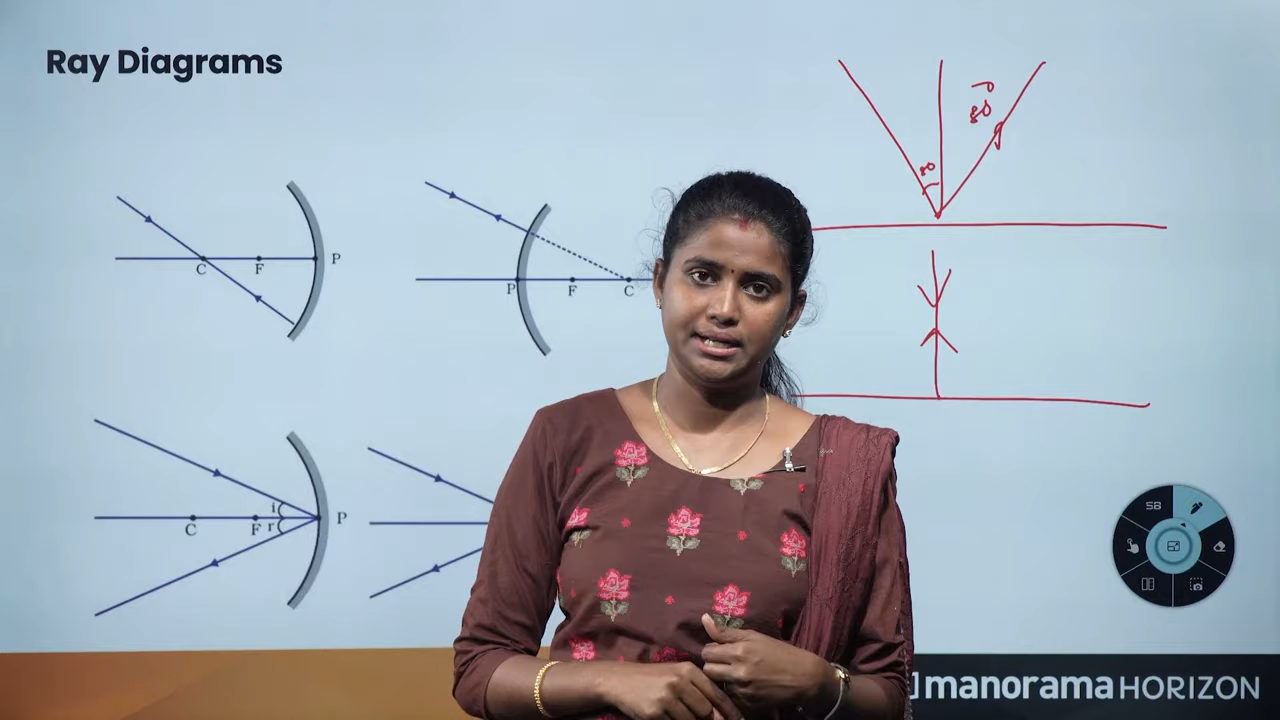 Ray Diagrams
C F P
P F C
C F i r P
SB
manorama HORIZON